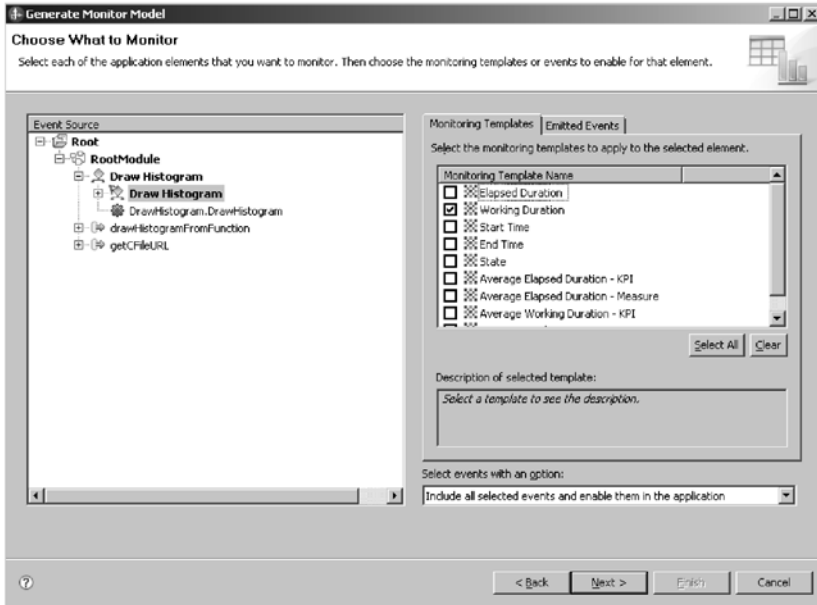 Generate Monitor Model
Choose What to Monitor
Select each of the application elements that you want to monitor. Then choose the monitoring templates or events to enable for that element.
Event Source
Root
RootModule
Draw Histogram
Draw Histogram
DrawHistogram.DrawHistogram
drawHistogramFromFunction
getCFileURL
Monitoring Templates
Emitted Events
Select the monitoring templates to apply to the selected element.
Monitoring Template Name
Elapsed Duration
Working Duration
Start Time
End Time
State
Average Elapsed Duration - KPI
Average Elapsed Duration - Measure
Average Working Duration - KPI
Select All
Clear
Description of selected template:
Select a template to see the description.
Select events with an option:
Include all selected events and enable them in the application
?
< Back
Next >
Finish
Cancel